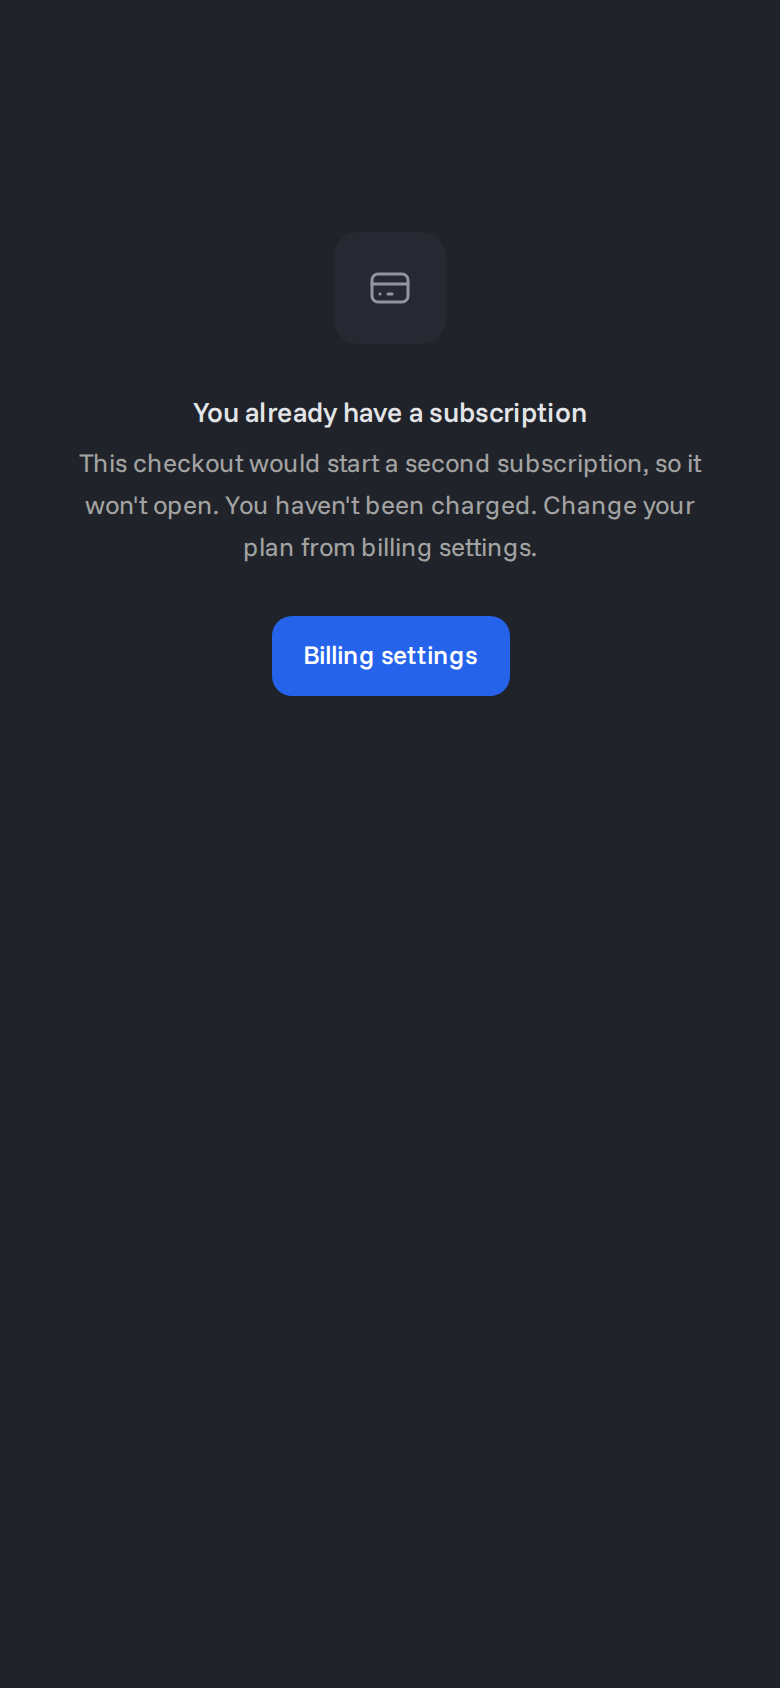 You already have a subscription
This checkout would start a second subscription, so it
won't open. You haven't been charged. Change your
plan from billing settings.
Billing settings